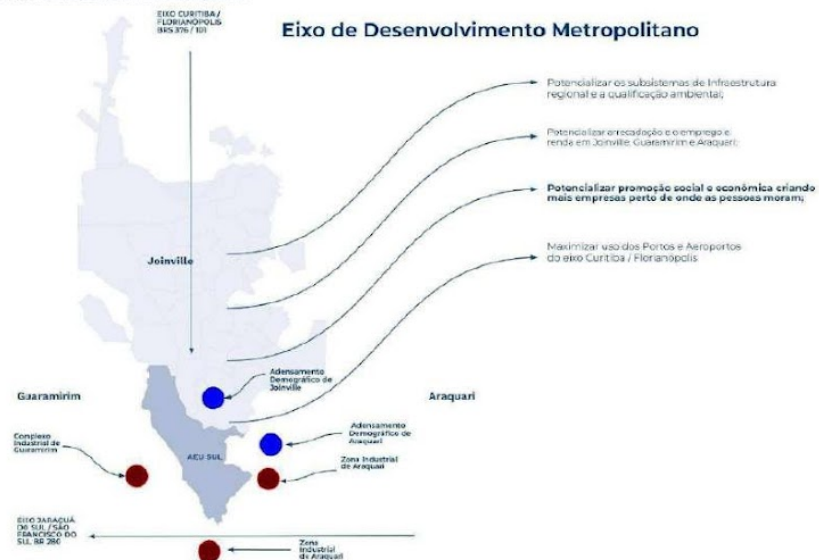 EIXO CURITIBA /
FLORIANÓPOLIS
BRS 376 / 101
Eixo de Desenvolvimento Metropolitano
Potencializar os subsistemas de Infraestrutura
regional e a qualificação ambiental;
Potencializar arrecadação e o emprego e
renda em Joinville, Guaramirim e Araquari;
Potencializar promoção social e econômica criando
mais empresas perto de onde as pessoas moram;
Maximizar uso dos Portos e Aeroportos
do eixo Curitiba / Florianópolis
Joinville
Adensamento
Demográfico de
Joinville
Guaramirim
Araquari
Adensamento
Demográfico de
Araquari
Complexo
Industrial de
Guaramirim
AEU SUL
Zona Industrial
de Araquari
EIXO JARAGUÁ
DO SUL / SÃO
FRANCISCO DO
SUL BR 280
Zona
Industrial
de Araquari